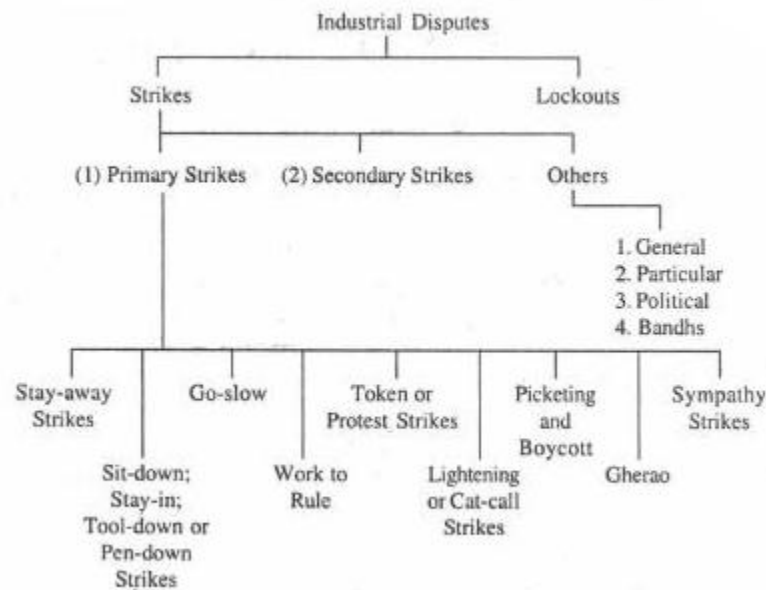 Industrial Disputes
Strikes
Lockouts
(1) Primary Strikes
(2) Secondary Strikes
Others
1. General
2. Particular
3. Political
4. Bandhs
Stay-away
Strikes
Sit-down;
Stay-in;
Tool-down or
Pen-down
Strikes
Go-slow
Work to
Rule
Token or
Protest Strikes
Lightening
or Cat-call
Strikes
Picketing
and
Boycott
Gherao
Sympathy
Strikes